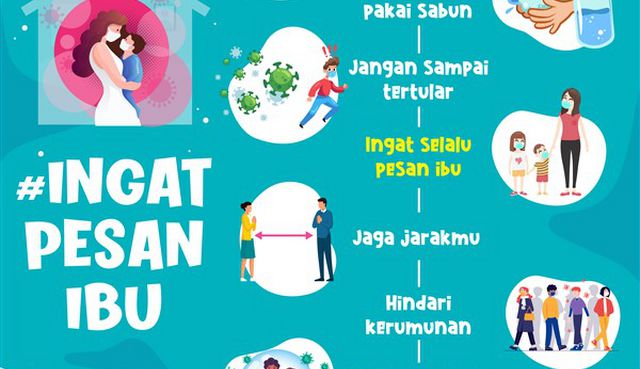 #INGAT
PESAN
IBU
pakai Sabun
Jangan Sampai
tertular
Ingat Selalu
pesan ibu
Jaga jarakmu
Hindari
kerumunan